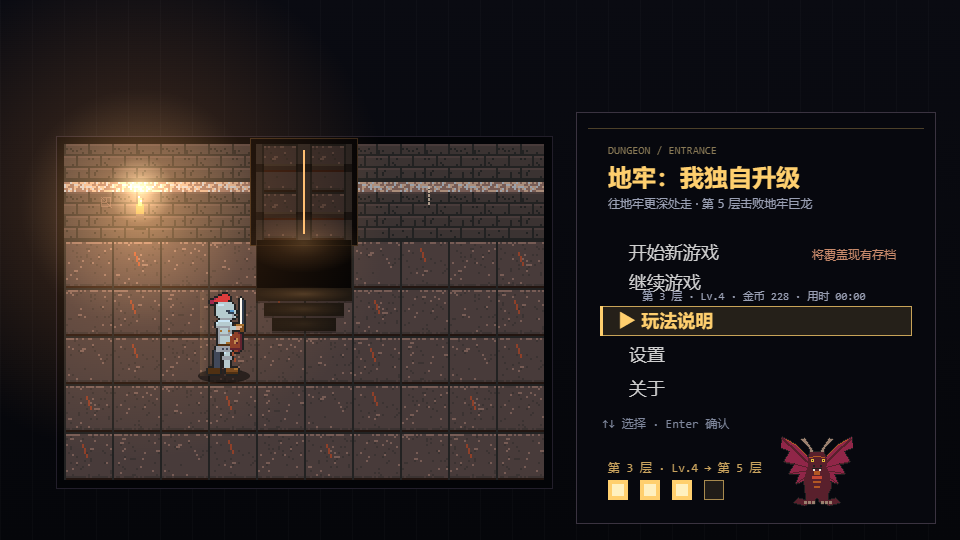 DUNGEON / ENTRANCE
地牢：我独自升级
往地牢更深处走 · 第 5 层击败地牢巨龙
开始新游戏 将覆盖现有存档
继续游戏
第 3 层 · Lv.4 · 金币 228 · 用时 00:00
▶ 玩法说明
设置
关于
↑↓ 选择 · Enter 确认
第 3 层 · Lv.4 → 第 5 层